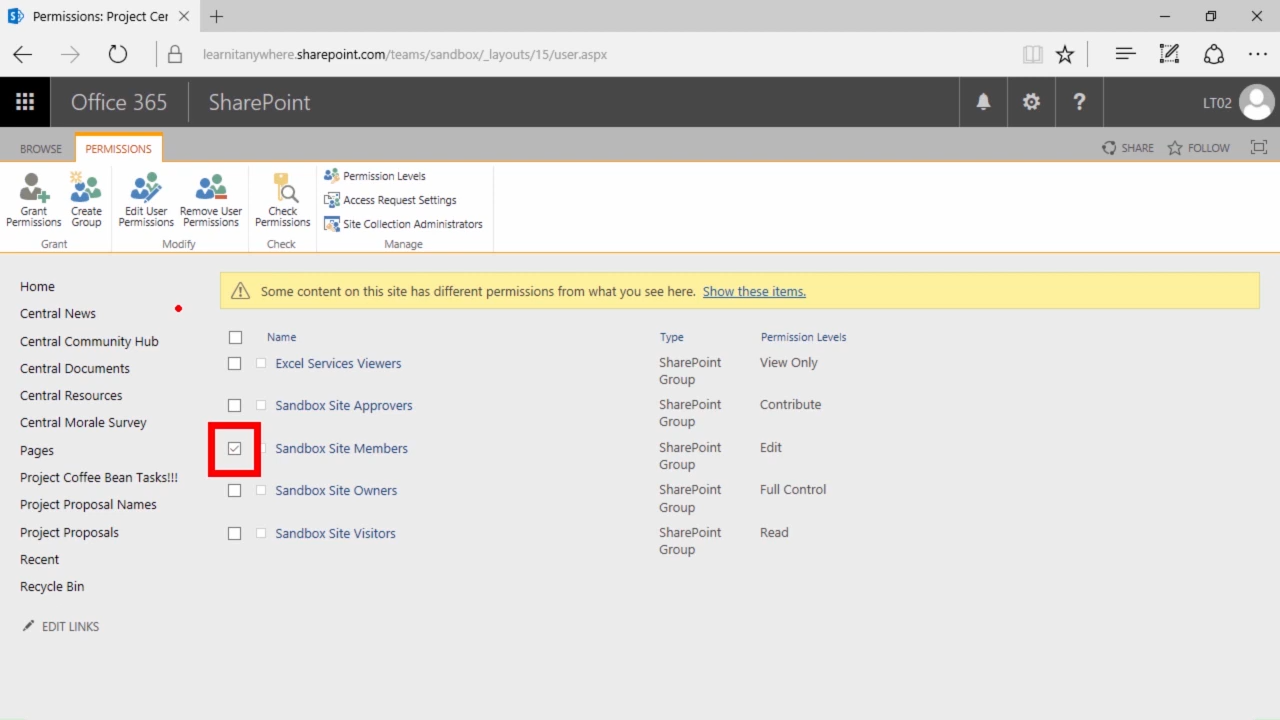 Permissions: Project Cer
learnitanywhere.sharepoint.com/teams/sandbox/_layouts/15/user.aspx
Office 365 SharePoint ? LT02
BROWSE PERMISSIONS SHARE FOLLOW
Grant Permissions
Create Group
Grant
Edit User Permissions
Remove User Permissions
Modify
Check Permissions
Check
Permission Levels
Access Request Settings
Site Collection Administrators
Manage
Home
Central News
Central Community Hub
Central Documents
Central Resources
Central Morale Survey
Pages
Project Coffee Bean Tasks!!!
Project Proposal Names
Project Proposals
Recent
Recycle Bin
EDIT LINKS
Some content on this site has different permissions from what you see here. Show these items.
Name Type Permission Levels
Excel Services Viewers SharePoint Group View Only
Sandbox Site Approvers SharePoint Group Contribute
Sandbox Site Members SharePoint Group Edit
Sandbox Site Owners SharePoint Group Full Control
Sandbox Site Visitors SharePoint Group Read